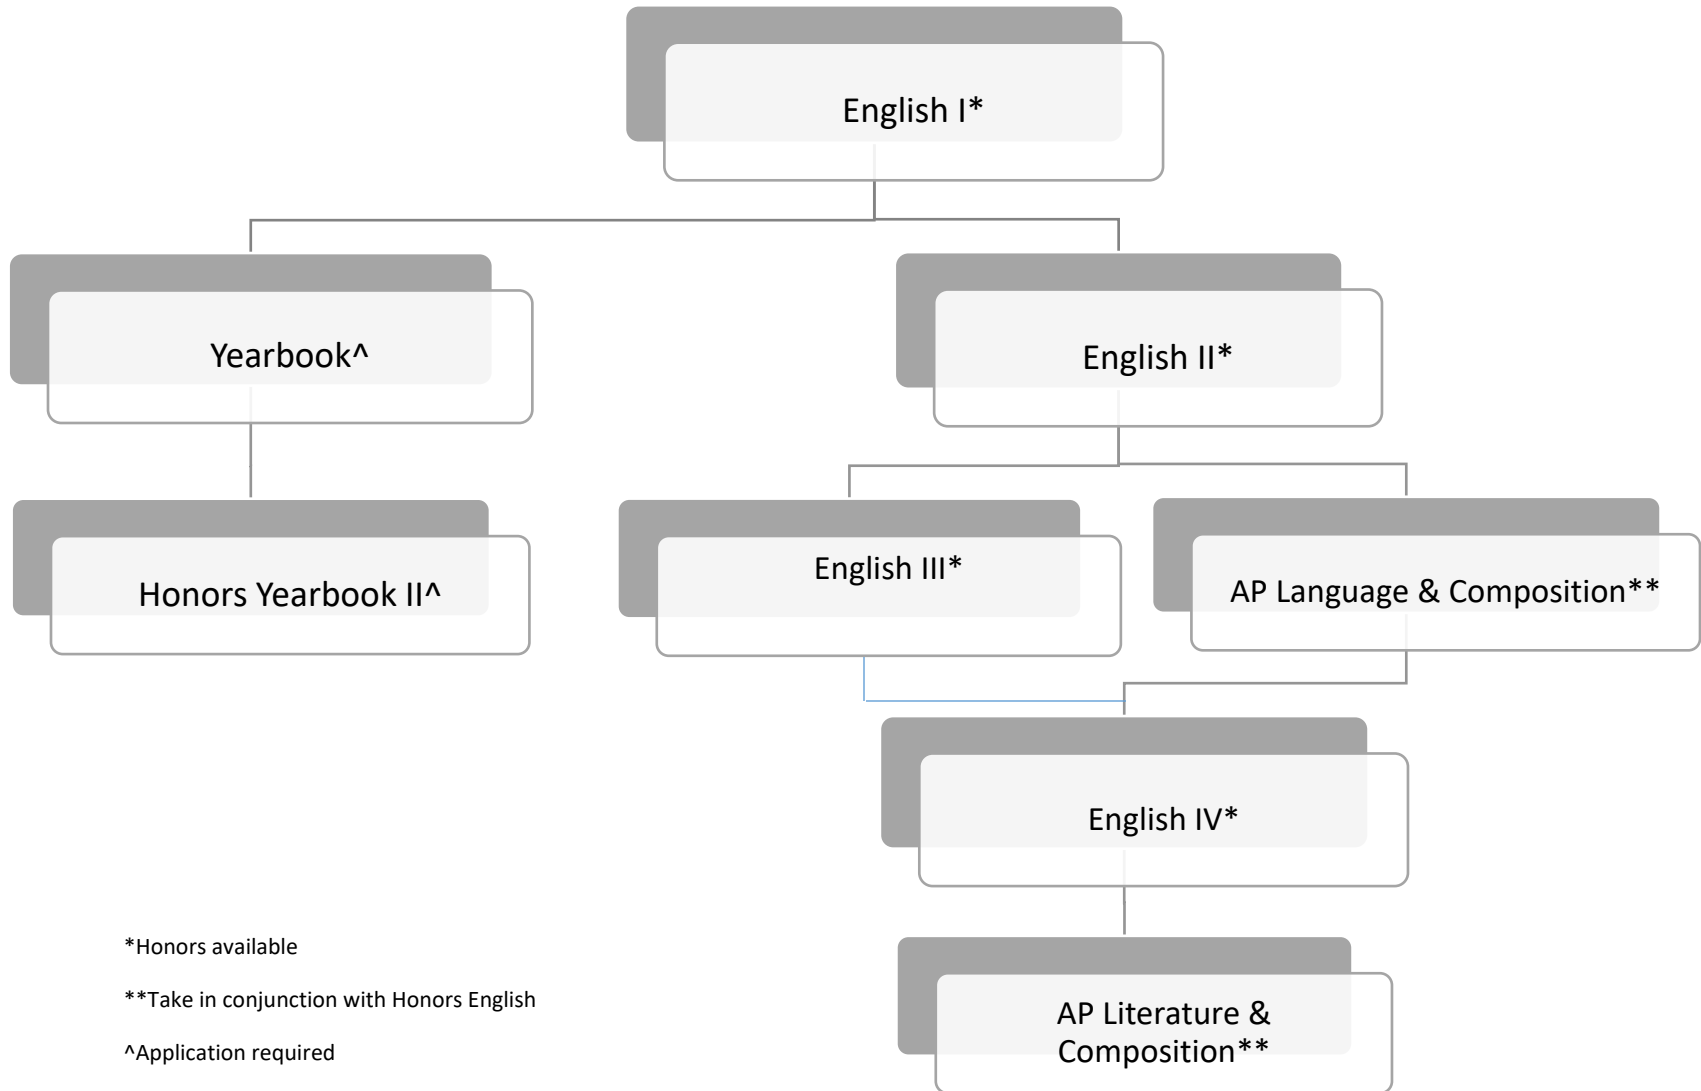 English I*
Yearbook^
English II*
Honors Yearbook II^
English III*
AP Language & Composition**
English IV*
AP Literature &
Composition**
*Honors available
**Take in conjunction with Honors English
^Application required